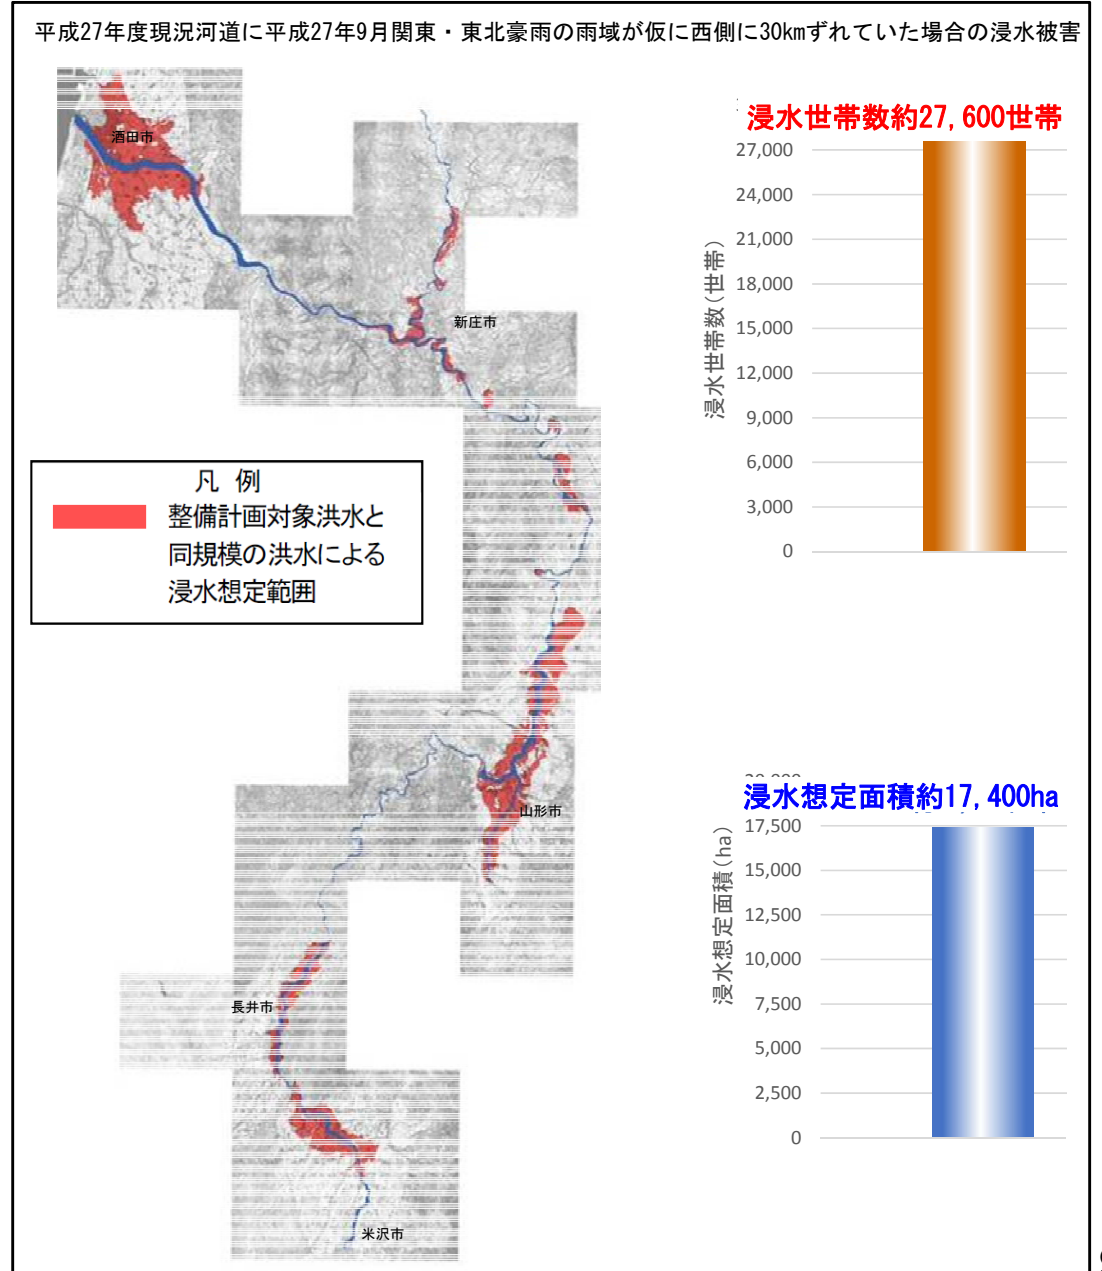 平成27年度現況河道に平成27年9月関東・東北豪雨の雨域が仮に西側に30kmずれていた場合の浸水被害
酒田市
新庄市
山形市
長井市
米沢市
凡 例
整備計画対象洪水と
同規模の洪水による
浸水想定範囲
浸水世帯数約27,600世帯
浸水世帯数(世帯)
27,000
24,000
21,000
18,000
15,000
12,000
9,000
6,000
3,000
0
浸水想定面積約17,400ha
浸水想定面積(ha)
17,500
15,000
12,500
10,000
7,500
5,000
2,500
0